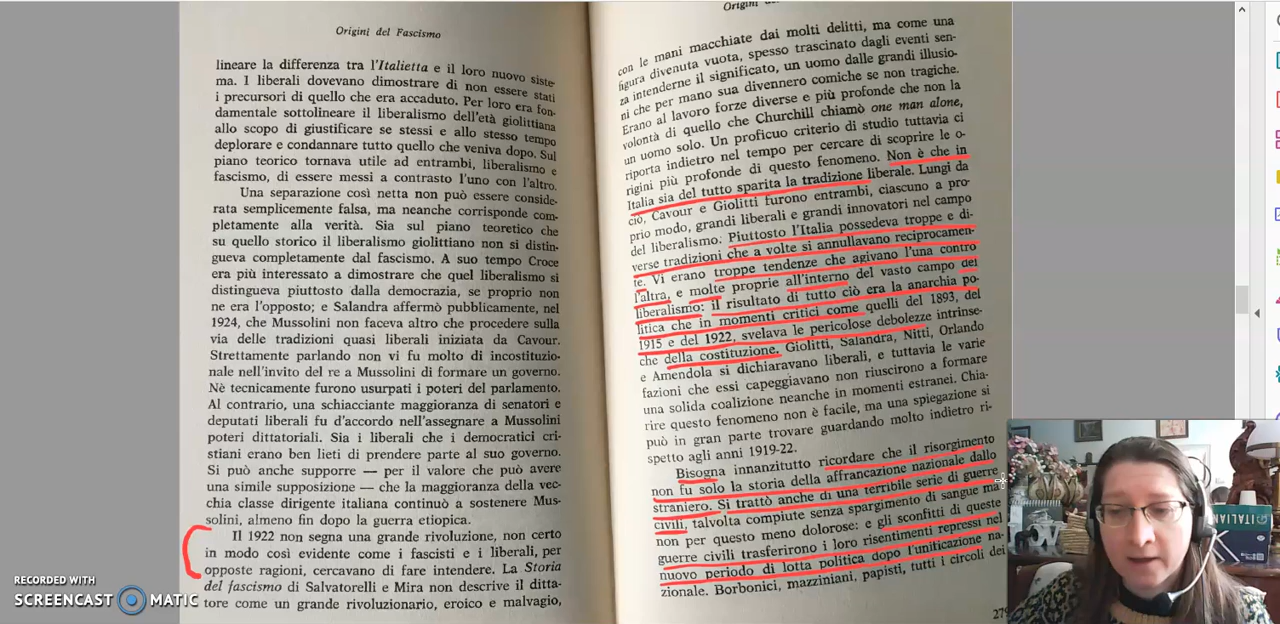 Origini del Fascismo
lineare la differenza tra l'Italietta e il loro nuovo siste-
ma. I liberali dovevano dimostrare di non essere stati
i precursori di quello che era accaduto. Per loro era fon-
damentale sottolineare il liberalismo dell'età giolittiana
allo scopo di giustificare se stessi e allo stesso tempo
deplorare e condannare tutto quello che veniva dopo. Sul
piano teorico tornava utile ad entrambi, liberalismo e
fascismo, di essere messi a contrasto l'uno con l'altro.
Una separazione così netta non può essere conside-
rata semplicemente falsa, ma neanche corrisponde com-
pletamente alla verità. Sia sul piano teoretico che
su quello storico il liberalismo giolittiano non si distin-
gueva completamente dal fascismo. A suo tempo Croce
era più interessato a dimostrare che quel liberalismo si
distingueva piuttosto dalla democrazia, se proprio non
ne era l'opposto; e Salandra affermò pubblicamente, nel
1924, che Mussolini non faceva altro che procedere sulla
via delle tradizioni quasi liberali iniziata da Cavour.
Strettamente parlando non vi fu molto di incostituzio-
nale nell'invito del re a Mussolini di formare un governo.
Nè tecnicamente furono usurpati i poteri del parlamento.
Al contrario, una schiacciante maggioranza di senatori e
deputati liberali fu d'accordo nell'assegnare a Mussolini
poteri dittatoriali. Sia i liberali che i democratici cri-
stiani erano ben lieti di prendere parte al suo governo.
Si può anche supporre — per il valore che può avere
una simile supposizione — che la maggioranza della vec-
chia classe dirigente italiana continuò a sostenere Mus-
solini, almeno fin dopo la guerra etiopica.
Il 1922 non segna una grande rivoluzione, non certo
in modo così evidente come i fascisti e i liberali, per
opposte ragioni, cercavano di fare intendere. La Storia
del fascismo di Salvatorelli e Mira non descrive il ditta-
tore come un grande rivoluzionario, eroico e malvagio,
Origini
con le mani macchiate dai molti delitti, ma come una
figura divenuta vuota, spesso trascinato dagli eventi sen-
za intenderne il significato, un uomo dalle grandi illusio-
ni che per mano sua divennero comiche se non tragiche.
Erano al lavoro forze diverse e più profonde che non la
volontà di quello che Churchill chiamò one man alone,
un uomo solo. Un proficuo criterio di studio tuttavia ci
riporta indietro nel tempo per cercare di scoprire le o-
rigini più profonde di questo fenomeno. Non è che in
Italia sia del tutto sparita la tradizione liberale. Lungi da
ciò, Cavour e Giolitti furono entrambi, ciascuno a pro-
prio modo, grandi liberali e grandi innovatori nel campo
del liberalismo. Piuttosto l'Italia possedeva troppe e di-
verse tradizioni che a volte si annullavano reciprocamen-
te. Vi erano troppe tendenze che agivano l'una contro
l'altra, e molte proprie all'interno del vasto campo del
liberalismo: il risultato di tutto ciò era la anarchia po-
litica che in momenti critici come quelli del 1893, del
1915 e del 1922, svelava le pericolose debolezze intrinse-
che della costituzione. Giolitti, Salandra, Nitti, Orlando
e Amendola si dichiaravano liberali, e tuttavia le varie
fazioni che essi capeggiavano non riuscirono a formare
una solida coalizione neanche in momenti estranei. Chia-
rire questo fenomeno non è facile, ma una spiegazione si
può in gran parte trovare guardando molto indietro ri-
spetto agli anni 1919-22.
Bisogna innanzitutto ricordare che il risorgimento
non fu solo la storia della affrancazione nazionale dallo
straniero. Si trattò anche di una terribile serie di guerre
civili, talvolta compiute senza spargimento di sangue ma
non per questo meno dolorose: e gli sconfitti di queste
guerre civili trasferirono i loro risentimenti repressi nel
nuovo periodo di lotta politica dopo l'unificazione na-
zionale. Borbonici, mazziniani, papisti, tutti i circoli dei
RECORDED WITH
SCREENCAST MATIC